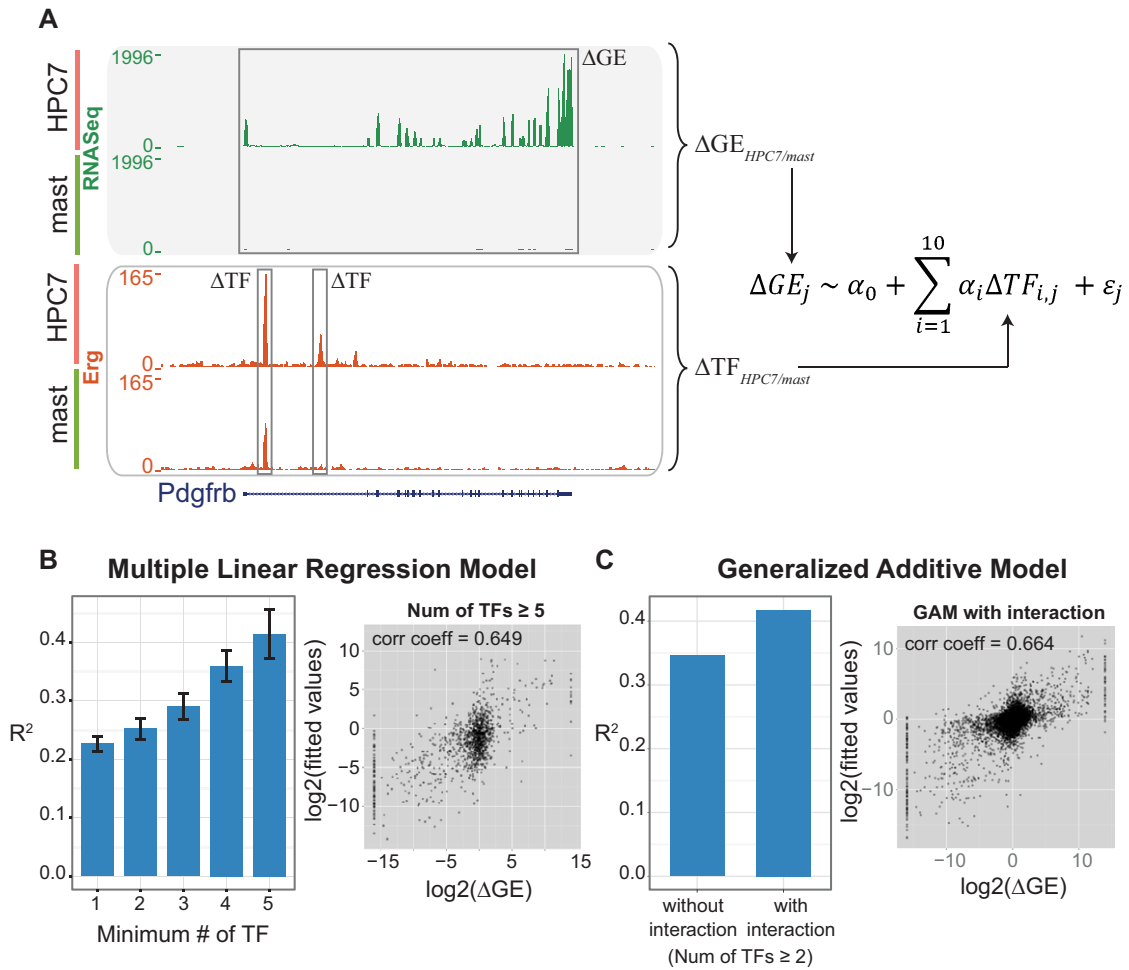 A
HPC7
mast
RNASeq
1996
0
1996
0
ΔGE
ΔGE HPC7/mast
HPC7
mast
Erg
165
0
165
0
ΔTF
ΔTF
ΔTF HPC7/mast
ΔGE_j ~ α_0 + ∑_{i=1}^{10} α_i ΔTF_{i,j} + ε_j
Pdgfrb
B
Multiple Linear Regression Model
R²
0.4
0.3
0.2
0.1
0.0
1 2 3 4 5
Minimum # of TF
Num of TFs ≥ 5
corr coeff = 0.649
log2(fitted values)
10
5
0
−5
−10
−15 −5 5 15
log2(ΔGE)
C
Generalized Additive Model
R²
0.4
0.3
0.4
0.1
0.0
without interaction
with interaction
(Num of TFs ≥ 2)
GAM with interaction
corr coeff = 0.664
log2(fitted values)
10
0
−10
−10 0 10
log2(ΔGE)